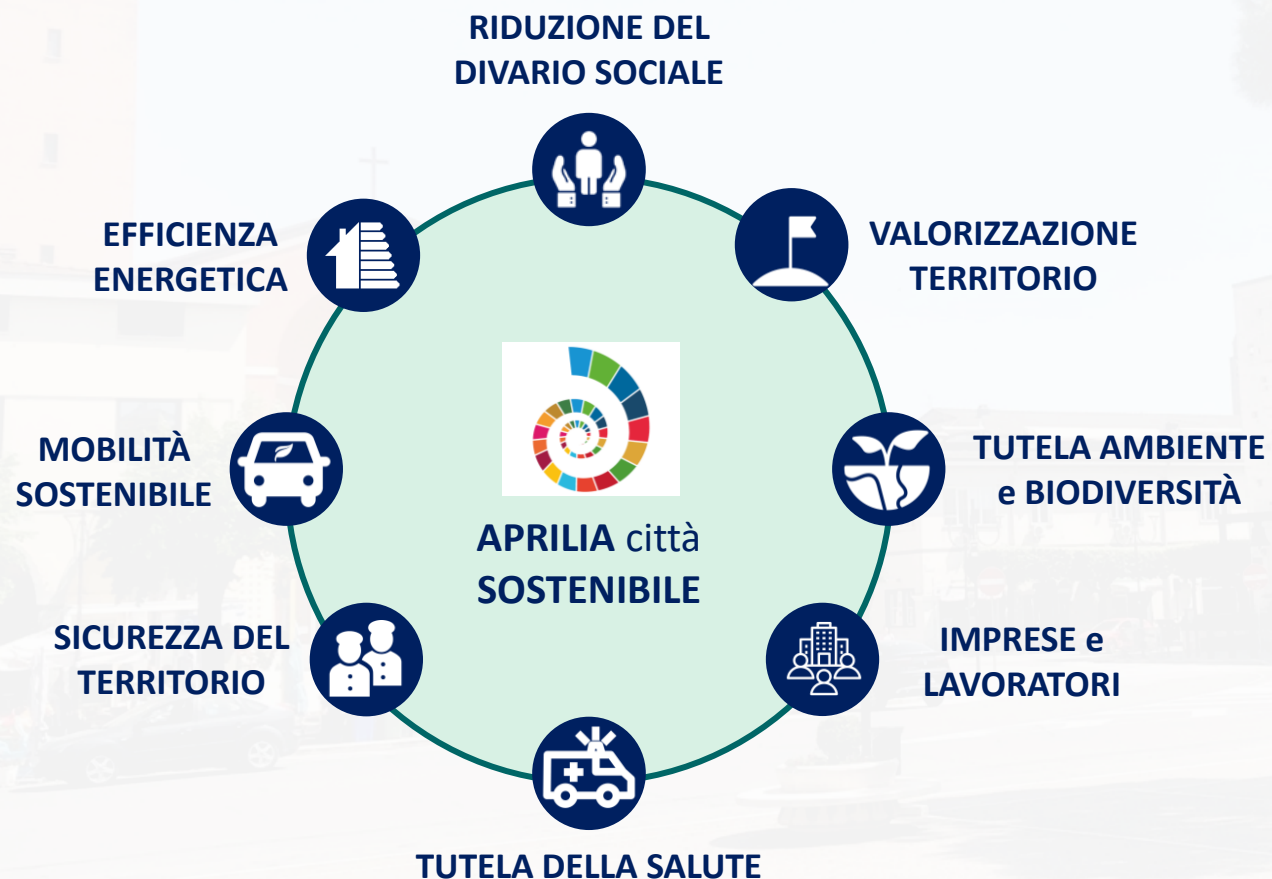 RIDUZIONE DEL
DIVARIO SOCIALE
EFFICIENZA
ENERGETICA
VALORIZZAZIONE
TERRITORIO
MOBILITÀ
SOSTENIBILE
TUTELA AMBIENTE
e BIODIVERSITÀ
APRILIA città
SOSTENIBILE
SICUREZZA DEL
TERRITORIO
IMPRESE e
LAVORATORI
TUTELA DELLA SALUTE